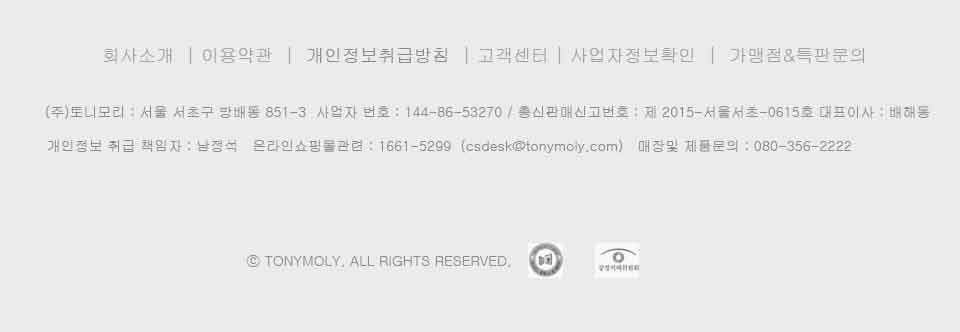 회사소개 | 이용약관 | 개인정보취급방침 | 고객센터 | 사업자정보확인 | 가맹점&특판문의
(주)토니모리 : 서울 서초구 방배동 851-3 사업자 번호 : 144-86-53270 / 통신판매신고번호 : 제 2015-서울서초-0615호 대표이사 : 배해동
개인정보 취급 책임자 : 남정석 온라인쇼핑몰관련 : 1661-5299 (csdesk@tonymoly.com) 매장및 제품문의 : 080-356-2222
ⓒ TONYMOLY. ALL RIGHTS RESERVED. 공정거래위원회